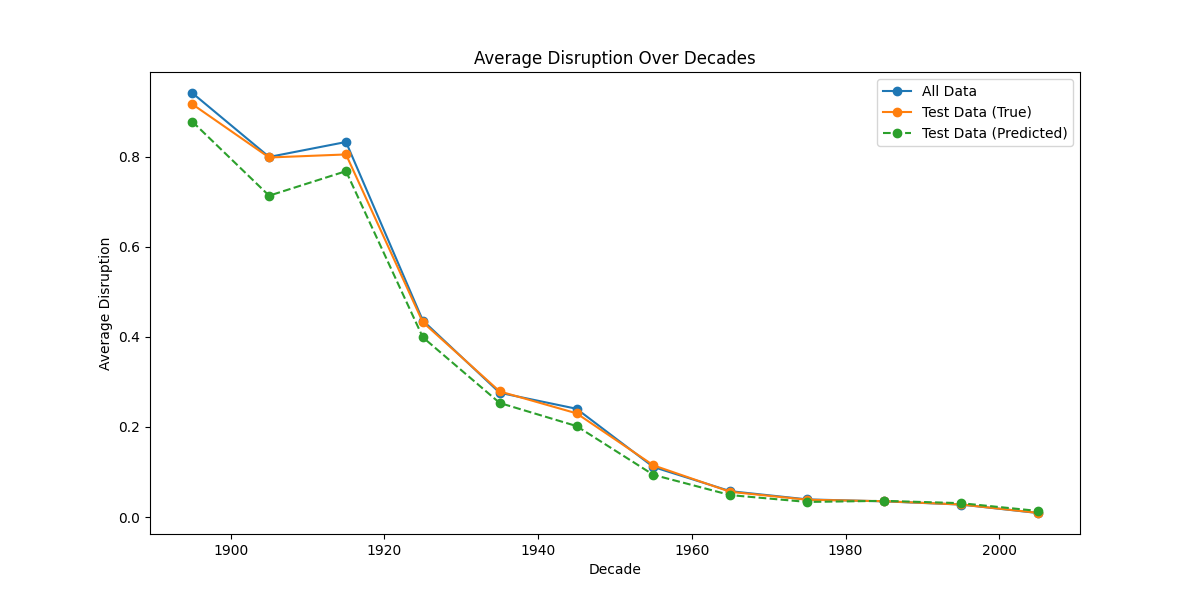 Average Disruption Over Decades
All Data
Test Data (True)
Test Data (Predicted)
Average Disruption
0.8
0.6
0.4
0.2
0.0
1900 1920 1940 1960 1980 2000
Decade